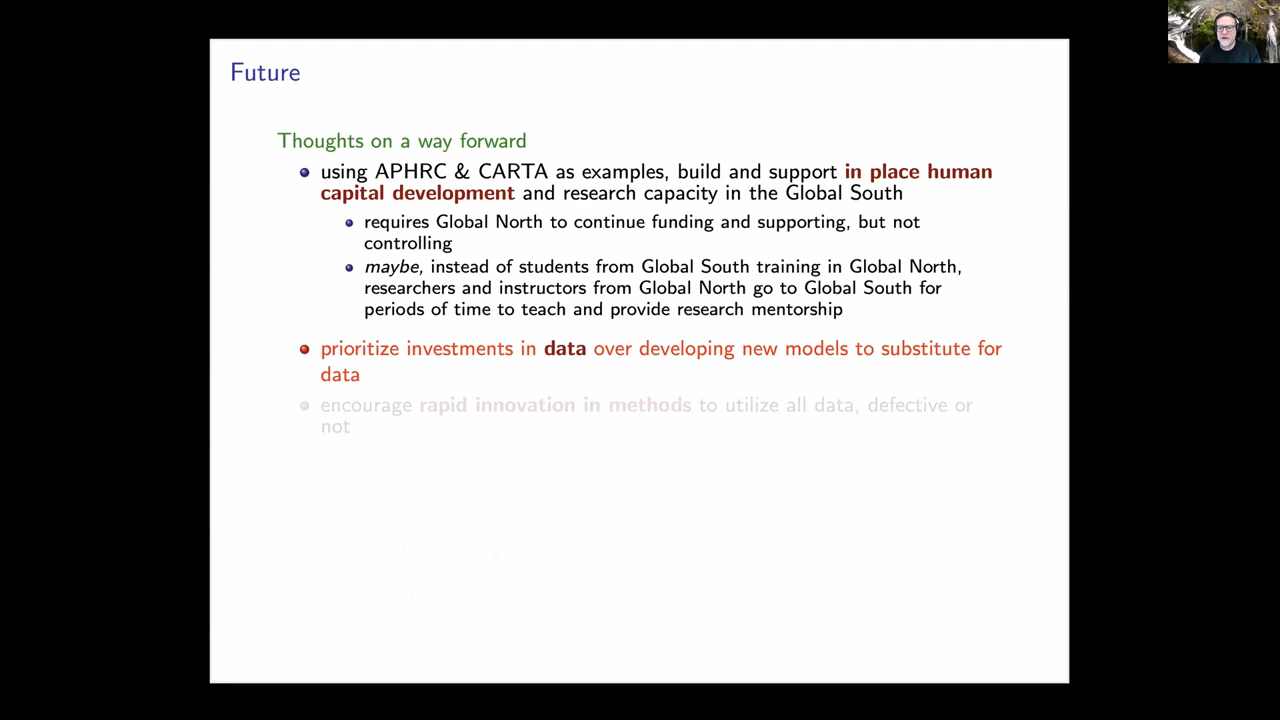 Future
Thoughts on a way forward
using APHRC & CARTA as examples, build and support in place human
capital development and research capacity in the Global South
requires Global North to continue funding and supporting, but not
controlling
maybe, instead of students from Global South training in Global North,
researchers and instructors from Global North go to Global South for
periods of time to teach and provide research mentorship
prioritize investments in data over developing new models to substitute for
data
encourage rapid innovation in methods to utilize all data, defective or
not